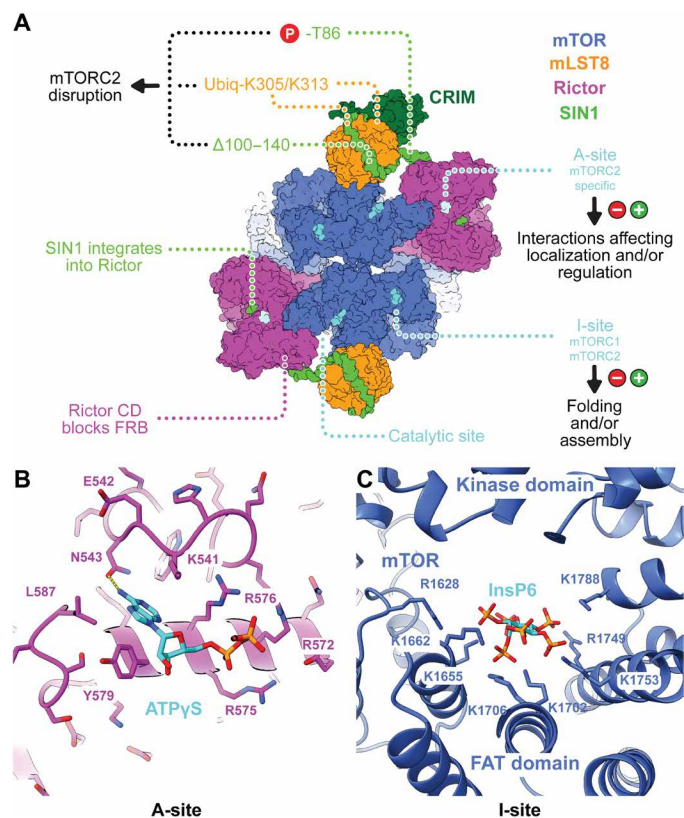 A
P -T86
mTORC2
disruption
Ubiq-K305/K313
Δ100–140
CRIM
mTOR
mLST8
Rictor
SIN1
A-site
mTORC2
specific
− +
Interactions affecting
localization and/or
regulation
SIN1 integrates
into Rictor
I-site
mTORC1
mTORC2
− +
Folding
and/or
assembly
Rictor CD
blocks FRB
Catalytic site
B
E542
N543
K541
L587
R576
R572
Y579
R575
ATPγS
A-site
C
Kinase domain
mTOR
R1628
InsP6
K1788
K1662
R1749
K1655
K1753
K1706
K1702
FAT domain
I-site